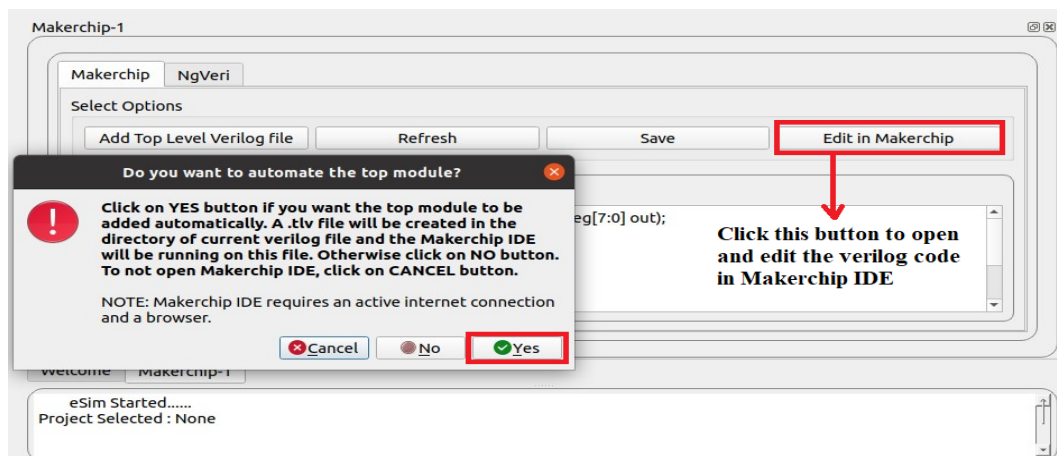 Makerchip-1
Makerchip NgVeri
Select Options
Add Top Level Verilog file Refresh Save Edit in Makerchip
Do you want to automate the top module?
Click on YES button if you want the top module to be
added automatically. A .tlv file will be created in the
directory of current verilog file and the Makerchip IDE
will be running on this file. Otherwise click on NO button.
To not open Makerchip IDE, click on CANCEL button.
NOTE: Makerchip IDE requires an active internet connection
and a browser.
Cancel No Yes
eg[7:0] out);
Click this button to open
and edit the verilog code
in Makerchip IDE
Welcome Makerchip-1
eSim Started......
Project Selected : None